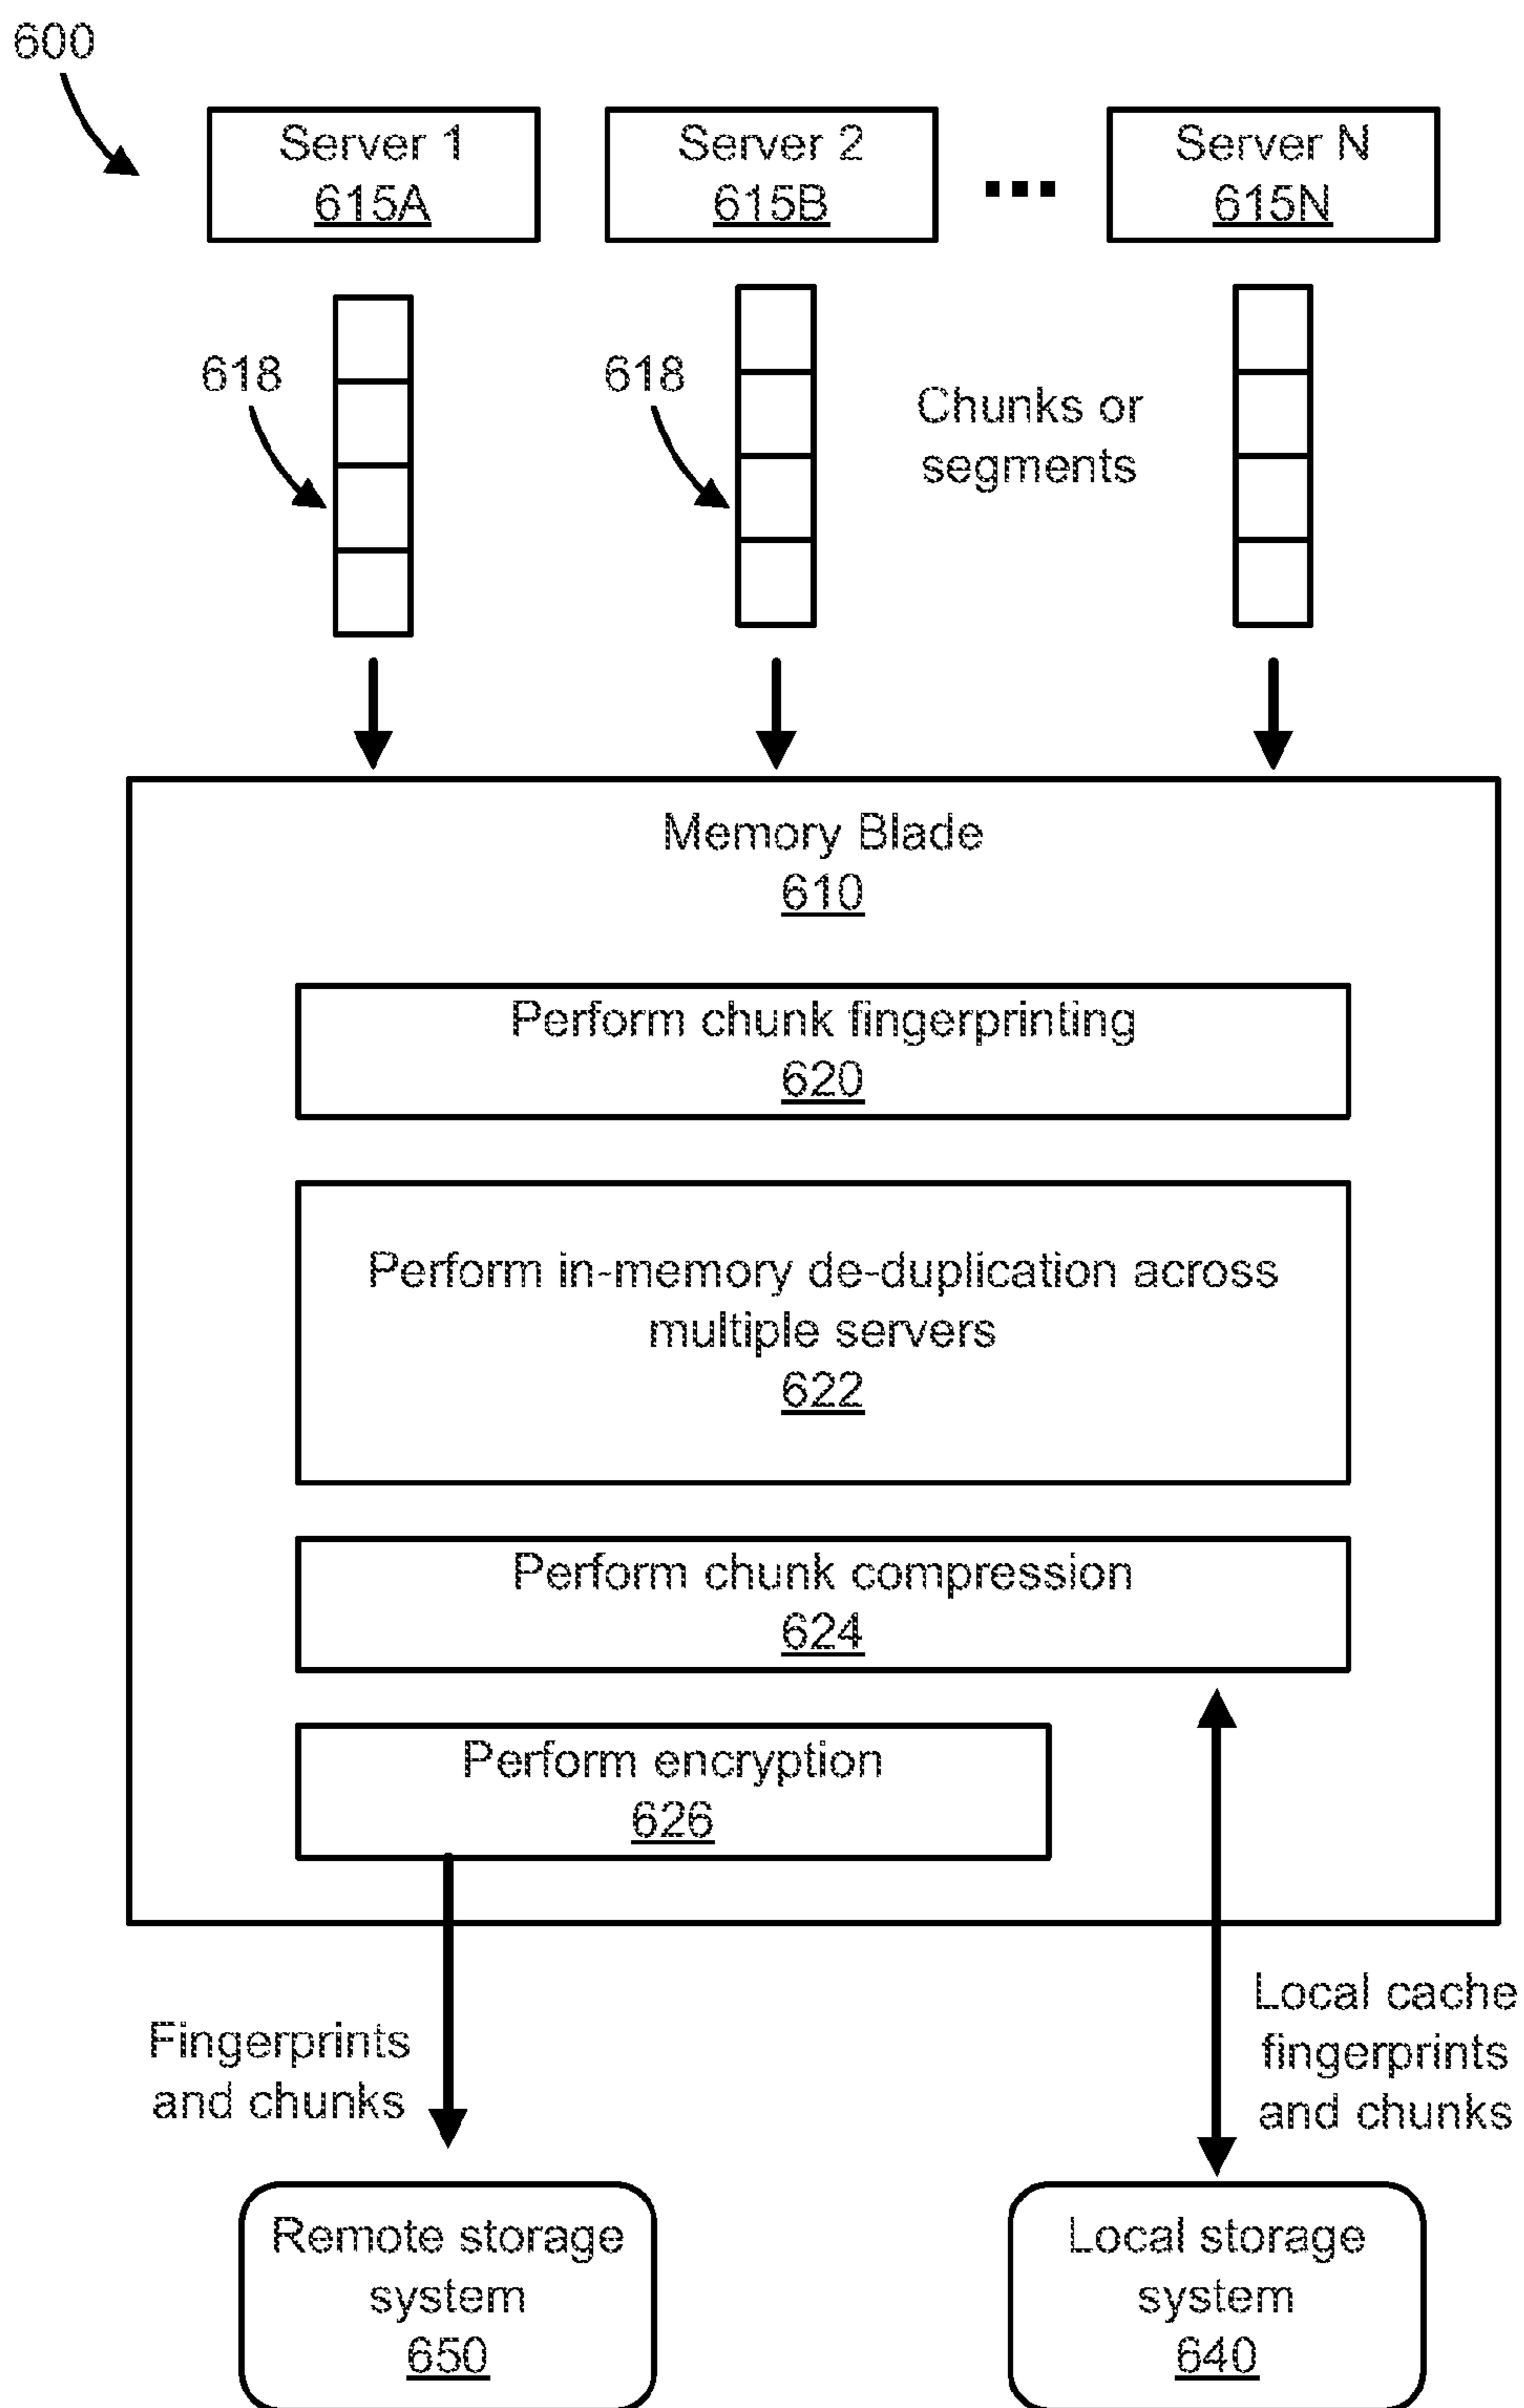 600
Server 1
615A
Server 2
615B
...
Server N
615N
618
618
Chunks or
segments
Memory Blade
610
Perform chunk fingerprinting
620
Perform in-memory de-duplication across
multiple servers
622
Perform chunk compression
624
Perform encryption
626
Fingerprints
and chunks
Local cache
fingerprints
and chunks
Remote storage
system
650
Local storage
system
640